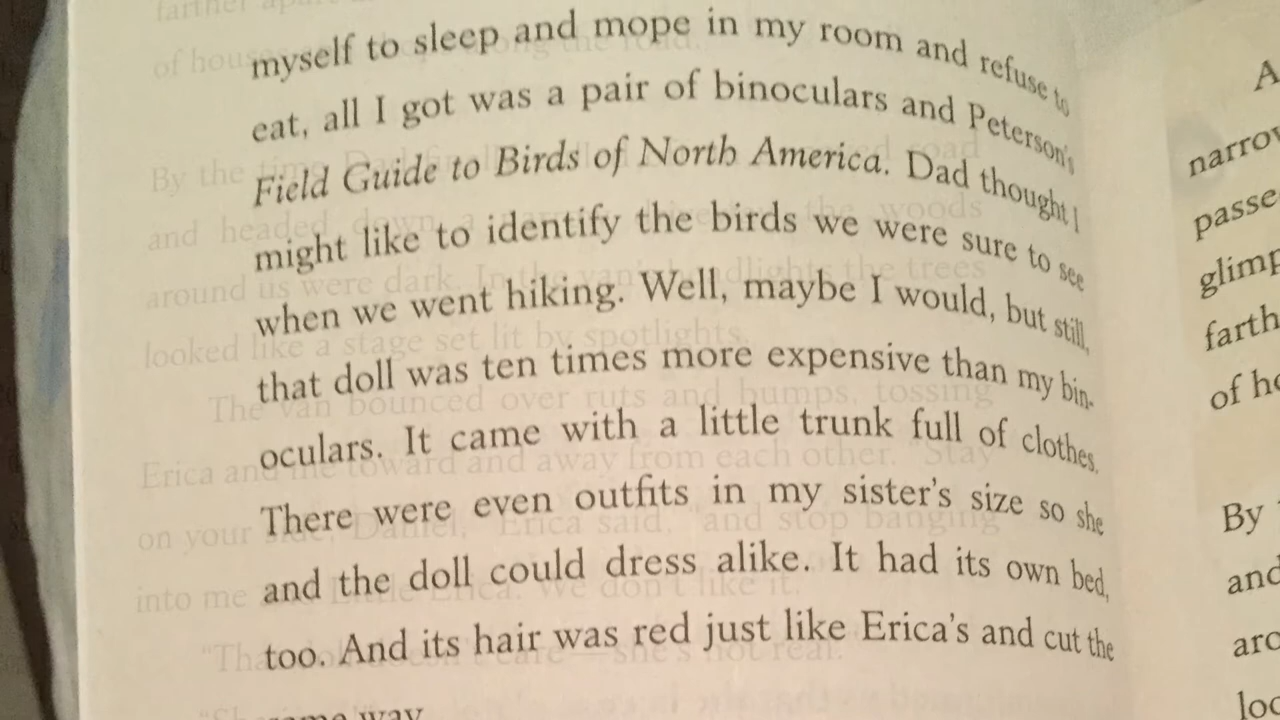 myself to sleep and mope in my room and refuse to
eat, all I got was a pair of binoculars and Peterson's
Field Guide to Birds of North America. Dad thought I
might like to identify the birds we were sure to see
when we went hiking. Well, maybe I would, but still,
that doll was ten times more expensive than my bin-
oculars. It came with a little trunk full of clothes.
There were even outfits in my sister's size so she
and the doll could dress alike. It had its own bed,
too. And its hair was red just like Erica's and cut the
way
A
By
and